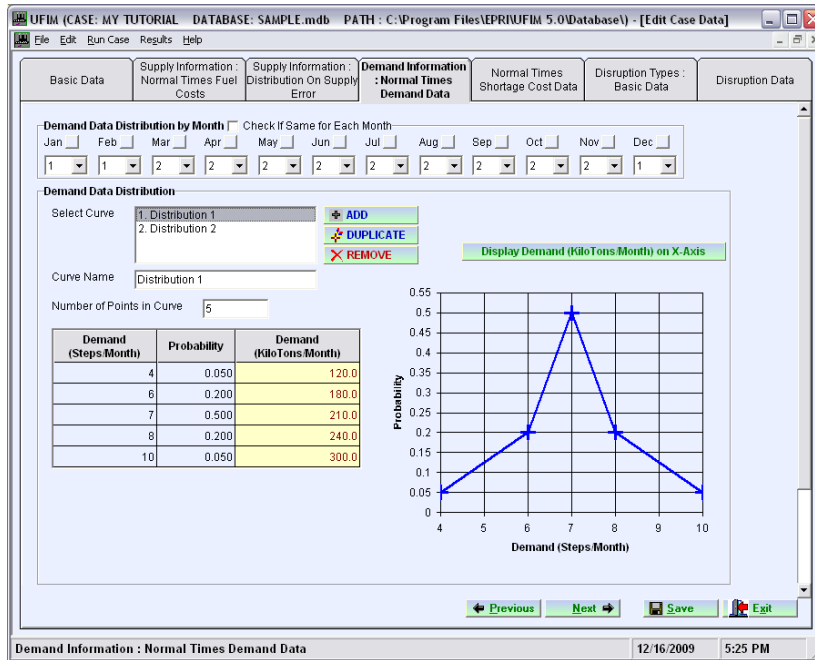 UFIM (CASE: MY TUTORIAL DATABASE: SAMPLE.mdb PATH : C:\Program Files\EPRI\UFIM 5.0\Database\) - [Edit Case Data]
File Edit Run Case Results Help
Basic Data
Supply Information :
Normal Times Fuel
Costs
Supply Information :
Distribution On Supply
Error
Demand Information
: Normal Times
Demand Data
Normal Times
Shortage Cost Data
Disruption Types :
Basic Data
Disruption Data
Demand Data Distribution by Month Check If Same for Each Month
Jan Feb Mar Apr May Jun Jul Aug Sep Oct Nov Dec
1 1 2 2 2 2 2 2 2 2 2 1
Demand Data Distribution
Select Curve
1. Distribution 1
2. Distribution 2
ADD
DUPLICATE
REMOVE
Display Demand (KiloTons/Month) on X-Axis
Curve Name Distribution 1
Number of Points in Curve 5
Demand
(Steps/Month)
Probability
Demand
(KiloTons/Month)
4 0.050 120.0
6 0.200 180.0
7 0.500 210.0
8 0.200 240.0
10 0.050 300.0
Probability
0.55
0.5
0.45
0.4
0.35
0.3
0.25
0.2
0.15
0.1
0.05
0
4 5 6 7 8 9 10
Demand (Steps/Month)
Previous Next Save Exit
Demand Information : Normal Times Demand Data 12/16/2009 5:25 PM